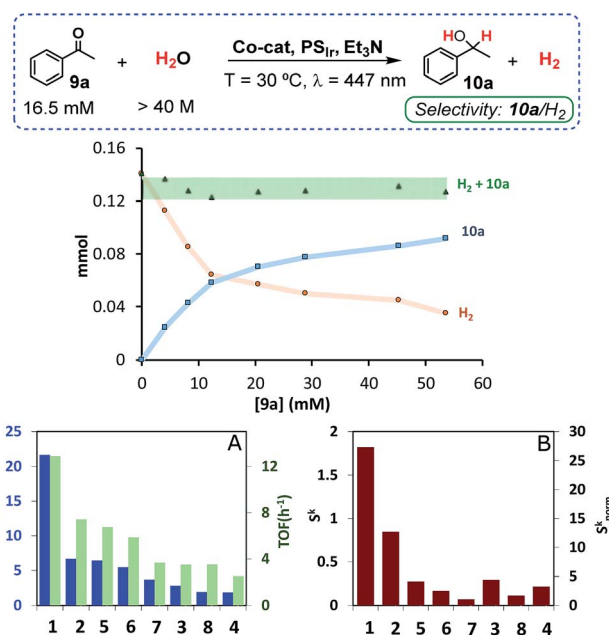 Co-cat, PS_Ir, Et₃N
9a + H₂O → 10a + H₂
O
HO H
T = 30 ºC, λ = 447 nm
16.5 mM > 40 M Selectivity: 10a/H₂
0.16
0.12
0.08
0.04
0
mmol
H₂ + 10a
10a
H₂
0 10 20 30 40 50 60
[9a] (mM)
A
25
20
15
10
5
0
12
8
4
0
TOF(h⁻¹)
1 2 5 6 7 3 8 4
B
2
1.5
1
0.5
0
Sᵏ
30
25
20
15
10
5
0
Sᵏnorm
1 2 5 6 7 3 8 4